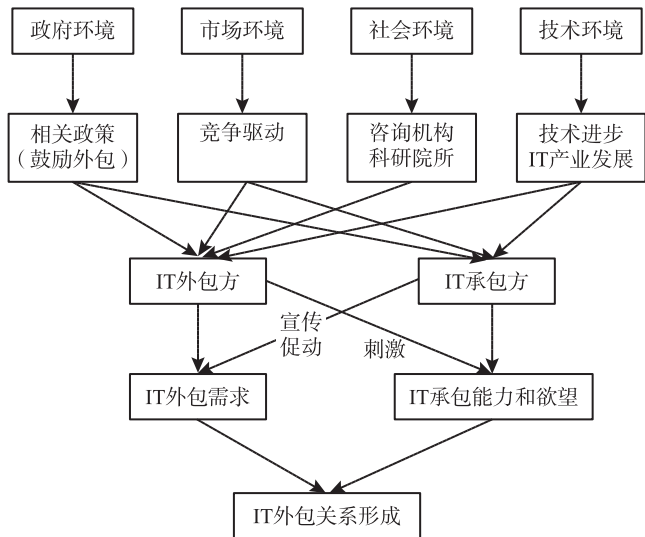 政府环境
市场环境
社会环境
技术环境
相关政策
（鼓励外包）
竞争驱动
咨询机构
科研院所
技术进步
IT产业发展
IT外包方
IT承包方
宣传
促动
刺激
IT外包需求
IT承包能力和欲望
IT外包关系形成